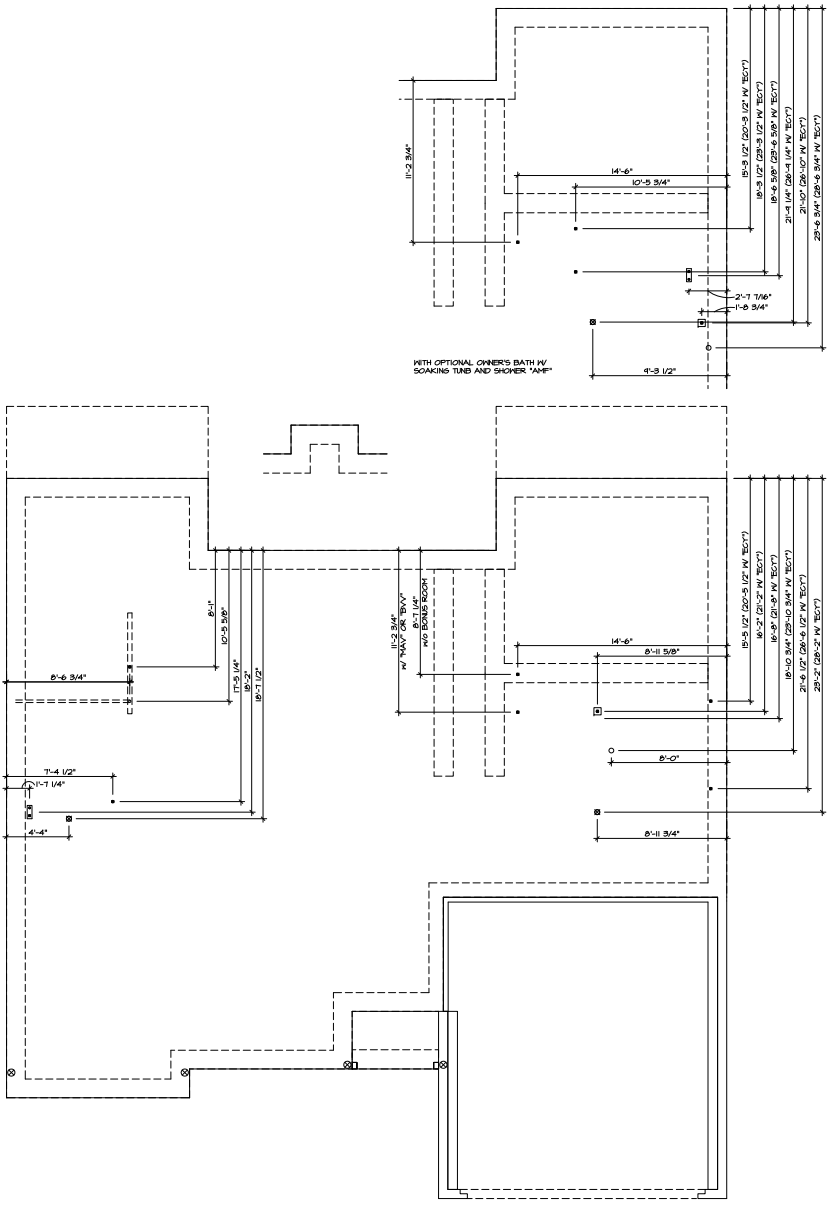 15'-3 1/2" (20'-3 1/2" W/ "ECY")
18'-3 1/2" (23'-3 1/2" W/ "ECY")
18'-6 5/8" (23'-6 5/8" W/ "ECY")
21'-9 1/4" (26'-9 1/4" W/ "ECY")
21'-10" (26'-10" W/ "ECY")
23'-6 3/4" (28'-6 3/4" W/ "ECY")
11'-2 3/4"
14'-6"
10'-5 3/4"
2'-7 7/16"
1'-8 3/4"
WITH OPTIONAL OWNER'S BATH W/
SOAKING TUNB AND SHOWER "AMF"
9'-3 1/2"
15'-5 1/2" (20'-5 1/2" W/ "ECY")
16'-2" (21'-2" W/ "ECY")
16'-8" (21'-8" W/ "ECY")
18'-10 3/4" (23'-10 3/4" W/ "ECY")
21'-6 1/2" (26'-6 1/2" W/ "ECY")
23'-2" (28'-2" W/ "ECY")
8'-1"
10'-5 5/8"
17'-5 1/4"
18'-2"
18'-7 1/2"
11'-2 3/4"
W/ "MAV" OR "BVV"
8'-7 1/4"
W/O BONUS ROOM
14'-6"
8'-11 5/8"
8'-6 3/4"
8'-0"
7'-4 1/2"
1'-7 1/4"
4'-4"
8'-11 3/4"